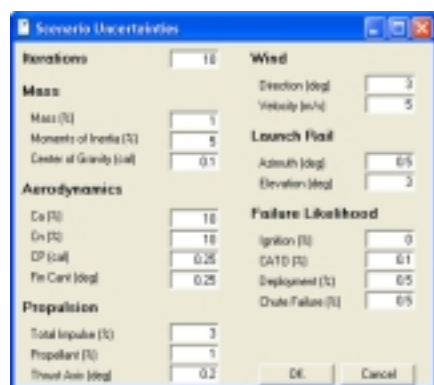 Scenario Uncertainties
Iterations 10
Mass
Mass (%) 1
Moments of Inertia (%) 5
Center of Gravity (cal) 0.1
Aerodynamics
Ca (%) 10
Cn (%) 10
CP (cal) 0.25
Fin Cant (deg) 0.25
Propulsion
Total Impulse (%) 3
Propellant (%) 1
Thrust Axis (deg) 0.2
Wind
Direction (deg) 3
Velocity (m/s) 5
Launch Rail
Azimuth (deg) 0.5
Elevation (deg) 3
Failure Likelihood
Ignition (%) 0
CATO (%) 0.1
Deployment (%) 0.5
Chute Failure (%) 0.5
OK Cancel